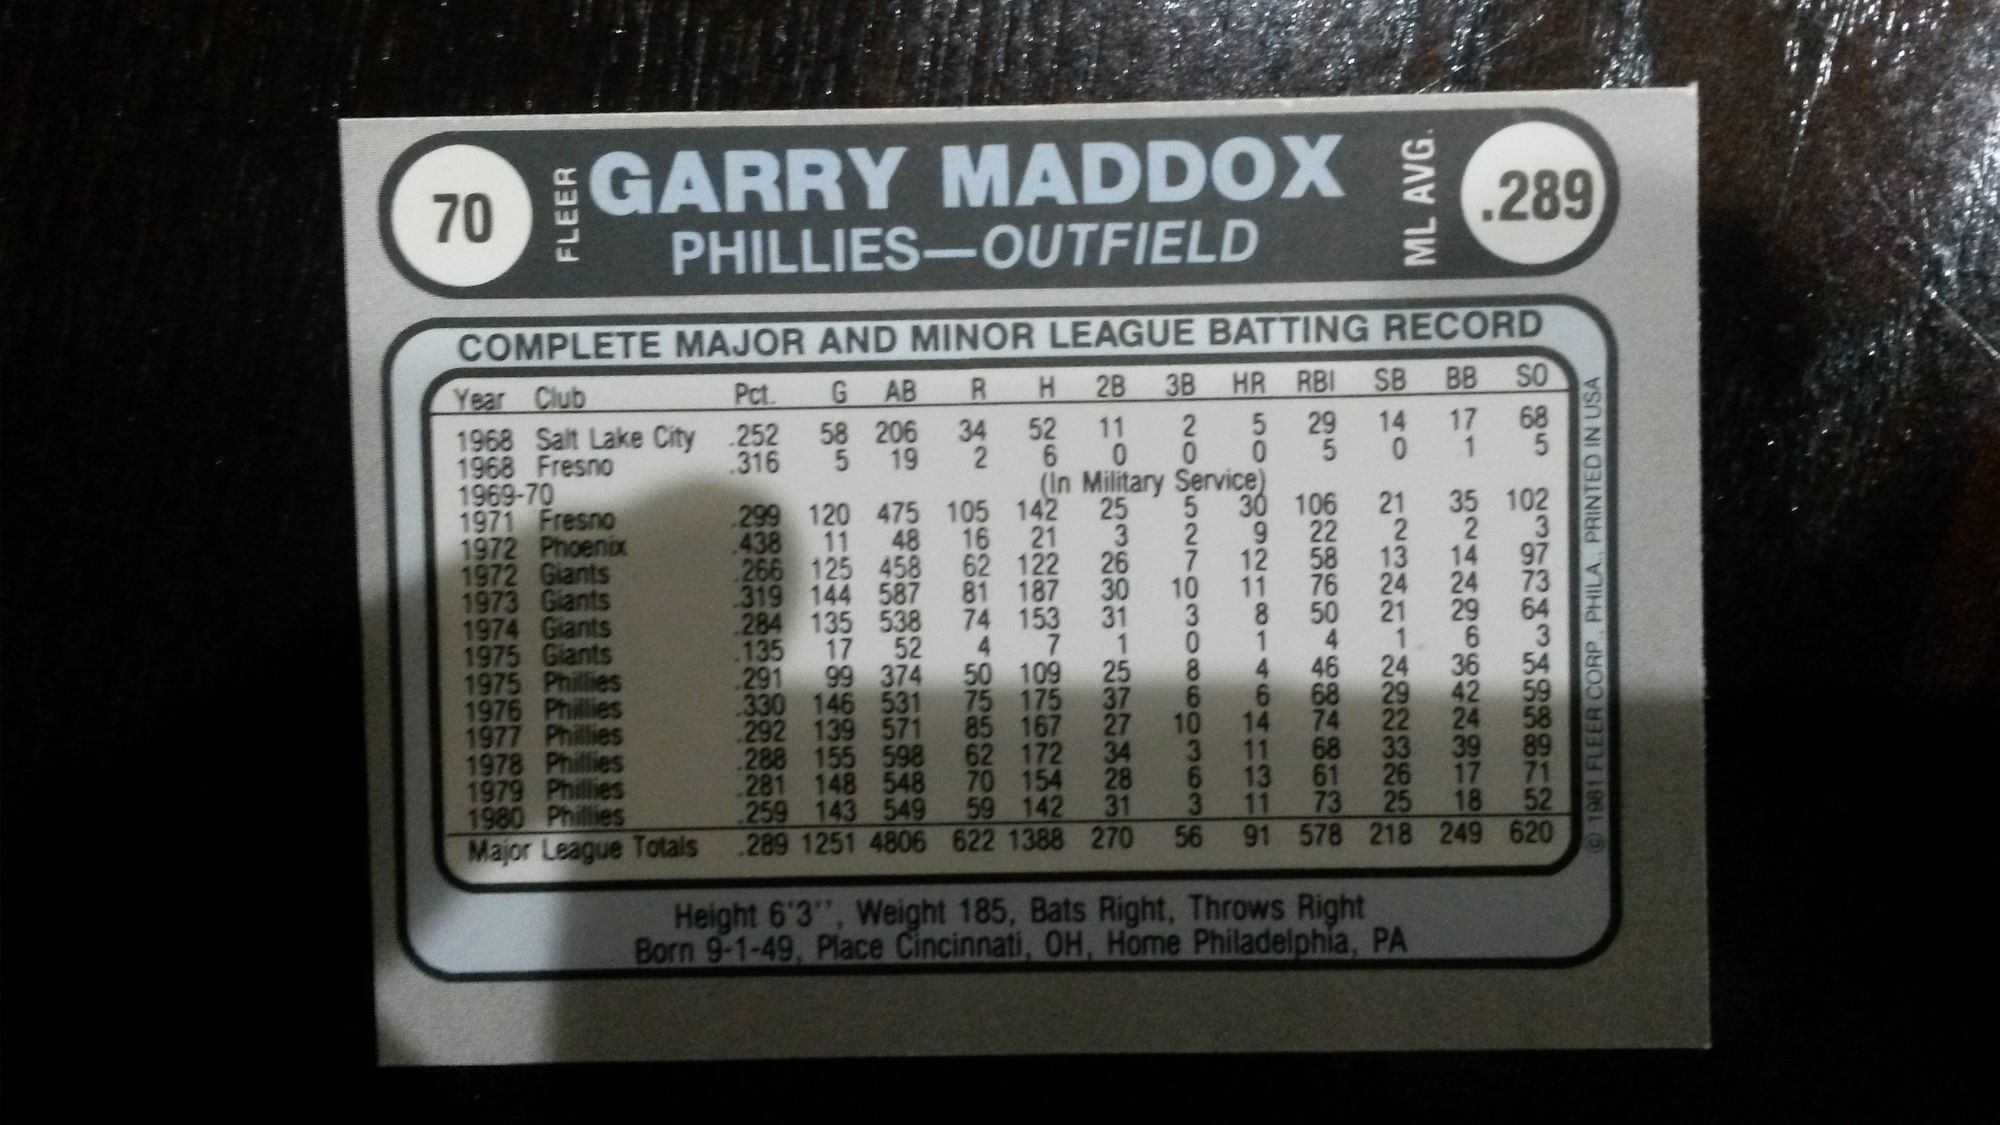 70 FLEER GARRY MADDOX ML AVG. .289
PHILLIES—OUTFIELD
COMPLETE MAJOR AND MINOR LEAGUE BATTING RECORD
Year Club Pct. G AB R H 2B 3B HR RBI SB BB SO
1968 Salt Lake City .252 58 206 34 52 11 2 5 29 14 17 68
1968 Fresno .316 5 19 2 6 0 0 0 5 0 1 5
1969-70 (In Military Service)
1971 Fresno .299 120 475 105 142 25 5 30 106 21 35 102
1972 Phoenix .438 11 48 16 21 3 2 9 22 2 2 3
1972 Giants .266 125 458 62 122 26 7 12 58 13 14 97
1973 Giants .319 144 587 81 187 30 10 11 76 24 24 73
1974 Giants .284 135 538 74 153 31 3 8 50 21 29 64
1975 Giants .135 17 52 4 7 1 0 1 4 1 6 3
1975 Phillies .291 99 374 50 109 25 8 4 46 24 36 54
1976 Phillies .330 146 531 75 175 37 6 6 68 29 42 59
1977 Phillies .292 139 571 85 167 27 10 14 74 22 24 58
1978 Phillies .288 155 598 62 172 34 3 11 68 33 39 89
1979 Phillies .281 148 548 70 154 28 6 13 61 26 17 71
1980 Phillies .259 143 549 59 142 31 3 11 73 25 18 52
Major League Totals .289 1251 4806 622 1388 270 56 91 578 218 249 620
Height 6'3'', Weight 185, Bats Right, Throws Right
Born 9-1-49, Place Cincinnati, OH, Home Philadelphia, PA
© 1981 FLEER CORP., PHILA., PRINTED IN USA